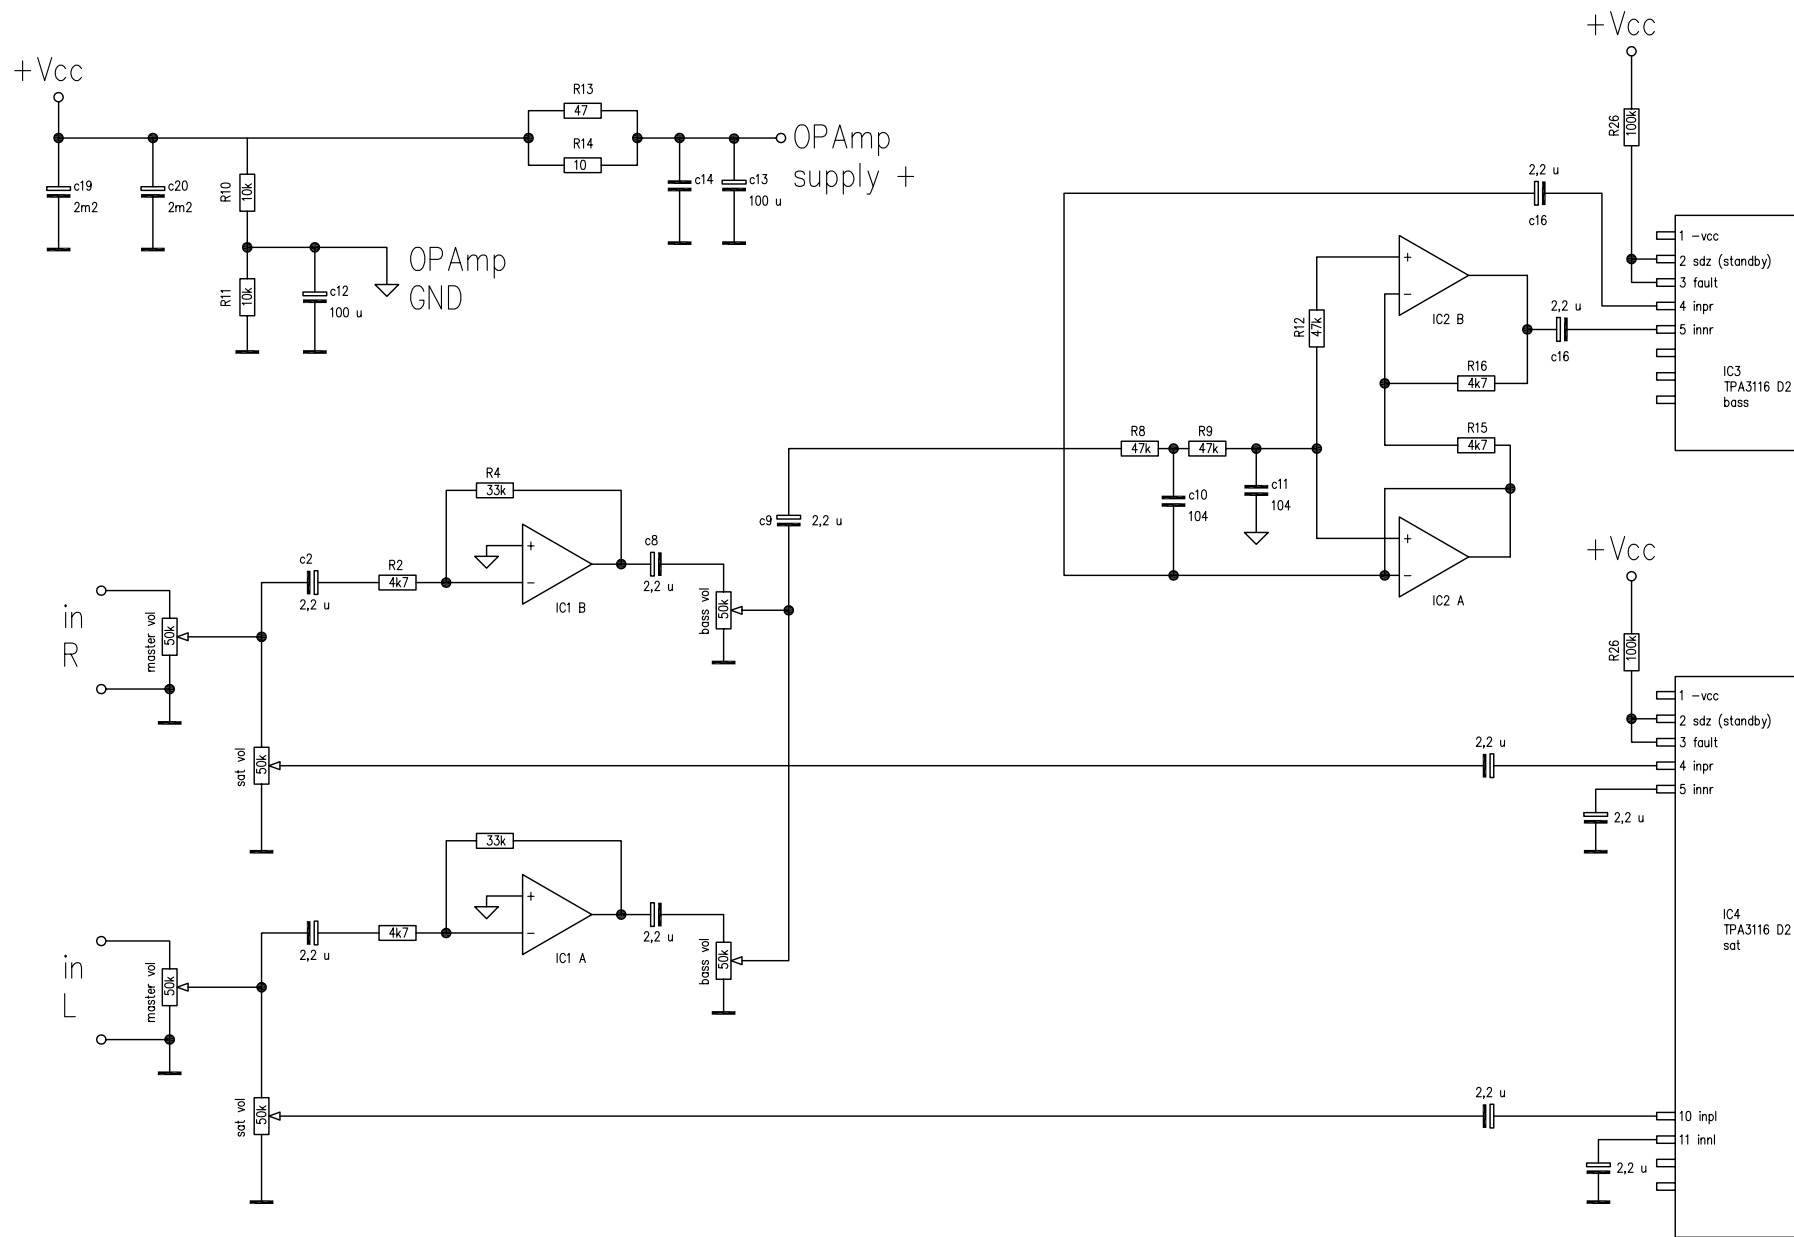 +Vcc
c19
2m2
c20
2m2
R10
10k
R11
10k
c12
100 u
OPAmp
GND
R13
47
R14
10
c14
c13
100 u
OPAmp
supply +
+Vcc
R26
100k
2,2 u
c16
1 -vcc
2 sdz (standby)
3 fault
4 inpr
5 innr
IC3
TPA3116 D2
bass
+
-
IC2 B
2,2 u
c16
R12
47k
R16
4k7
R15
4k7
R8
47k
R9
47k
c10
104
c11
104
+
-
IC2 A
in
R
master vol
50k
c2
2,2 u
R2
4k7
R4
33k
+
-
IC1 B
c8
2,2 u
bass vol
50k
c9
2,2 u
sat vol
50k
+Vcc
R26
100k
2,2 u
1 -vcc
2 sdz (standby)
3 fault
4 inpr
5 innr
2,2 u
IC4
TPA3116 D2
sat
in
L
master vol
50k
2,2 u
4k7
33k
+
-
IC1 A
2,2 u
bass vol
50k
sat vol
50k
2,2 u
10 inpl
11 innl
2,2 u